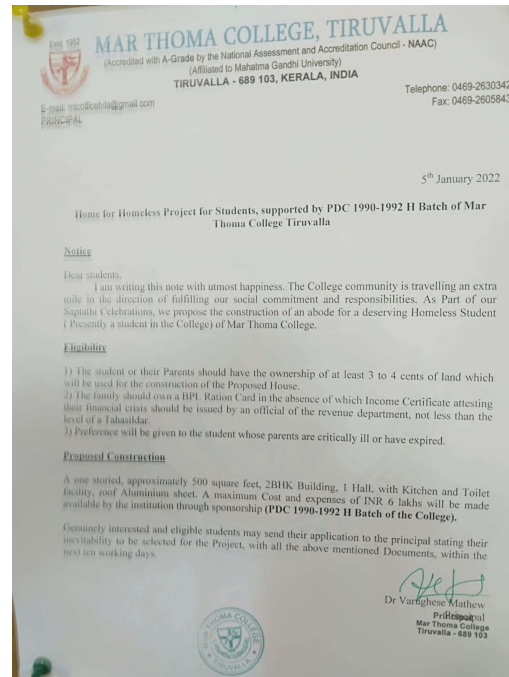 Estd. 1952
MAR THOMA COLLEGE, TIRUVALLA
(Accredited with A-Grade by the National Assessment and Accreditation Council - NAAC)
(Affiliated to Mahatma Gandhi University)
TIRUVALLA - 689 103, KERALA, INDIA
Telephone: 0469-2630342
Fax: 0469-2605843
E-mail: mtcofficetvla@gmail.com
PRINCIPAL
5th January 2022
Home for Homeless Project for Students, supported by PDC 1990-1992 H Batch of Mar
Thoma College Tiruvalla
Notice
Dear students,
I am writing this note with utmost happiness. The College community is travelling an extra
mile in the direction of fulfilling our social commitment and responsibilities. As Part of our
Saptathi Celebrations, we propose the construction of an abode for a deserving Homeless Student
( Presently a student in the College) of Mar Thoma College.
Eligibility
1) The student or their Parents should have the ownership of at least 3 to 4 cents of land which
will be used for the construction of the Proposed House.
2) The family should own a BPL Ration Card in the absence of which Income Certificate attesting
their financial crisis should be issued by an official of the revenue department, not less than the
level of a Tahasildar.
3) Preference will be given to the student whose parents are critically ill or have expired.
Proposed Construction
A one storied, approximately 500 square feet, 2BHK Building, 1 Hall, with Kitchen and Toilet
facility, roof Aluminium sheet. A maximum Cost and expenses of INR 6 lakhs will be made
available by the institution through sponsorship (PDC 1990-1992 H Batch of the College).
Genuinely interested and eligible students may send their application to the principal stating their
inevitability to be selected for the Project, with all the above mentioned Documents, within the
next ten working days.
Dr Varughese Mathew
Principal
Principal
Mar Thoma College
Tiruvalla - 689 103
MAR THOMA COLLEGE
TIRUVALLA